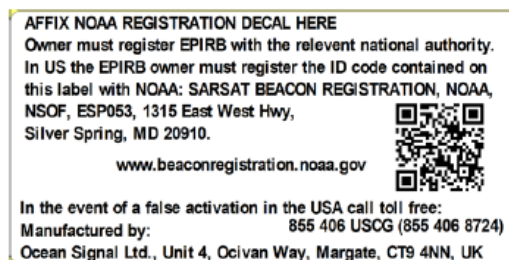 AFFIX NOAA REGISTRATION DECAL HERE
Owner must register EPIRB with the relevent national authority.
In US the EPIRB owner must register the ID code contained on
this label with NOAA: SARSAT BEACON REGISTRATION, NOAA,
NSOF, ESP053, 1315 East West Hwy,
Silver Spring, MD 20910.
www.beaconregistration.noaa.gov
In the event of a false activation in the USA call toll free:
Manufactured by: 855 406 USCG (855 406 8724)
Ocean Signal Ltd., Unit 4, Ocivan Way, Margate, CT9 4NN, UK